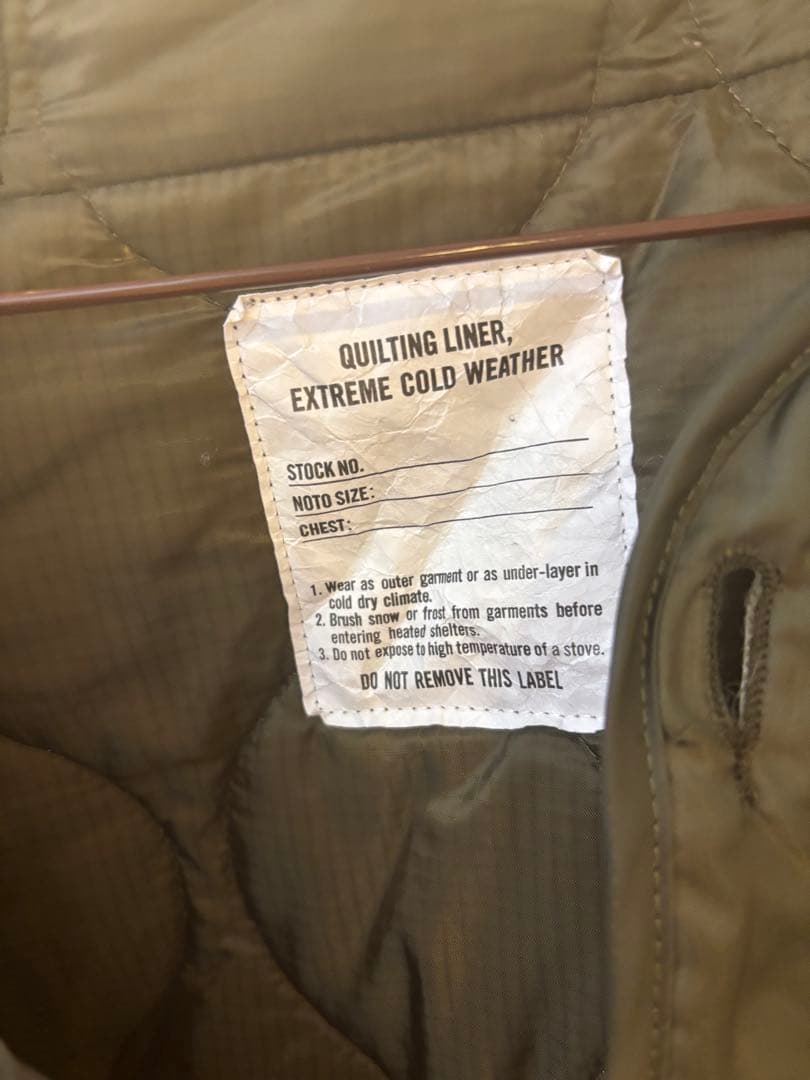 QUILTING LINER,
EXTREME COLD WEATHER
STOCK NO.
NOTO SIZE:
CHEST:
1. Wear as outer garment or as under-layer in
cold dry climate.
2. Brush snow or frost from garments before
entering heated shelters.
3. Do not expose to high temperature of a stove.
DO NOT REMOVE THIS LABEL